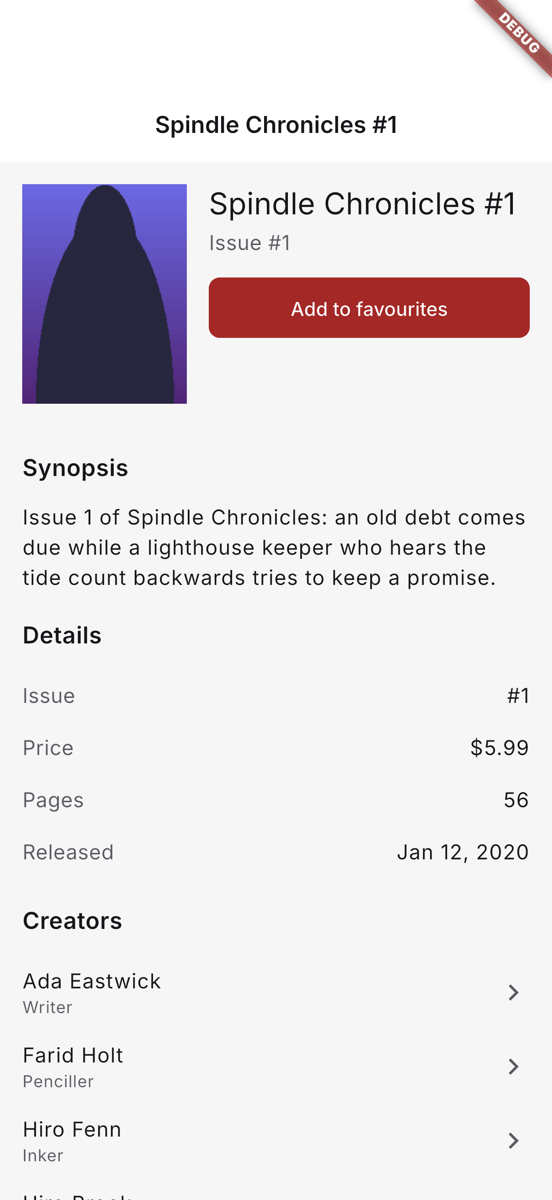 DEBUG
Spindle Chronicles #1
Spindle Chronicles #1
Issue #1
Add to favourites
Synopsis
Issue 1 of Spindle Chronicles: an old debt comes
due while a lighthouse keeper who hears the
tide count backwards tries to keep a promise.
Details
Issue #1
Price $5.99
Pages 56
Released Jan 12, 2020
Creators
Ada Eastwick
Writer
Farid Holt
Penciller
Hiro Fenn
Inker